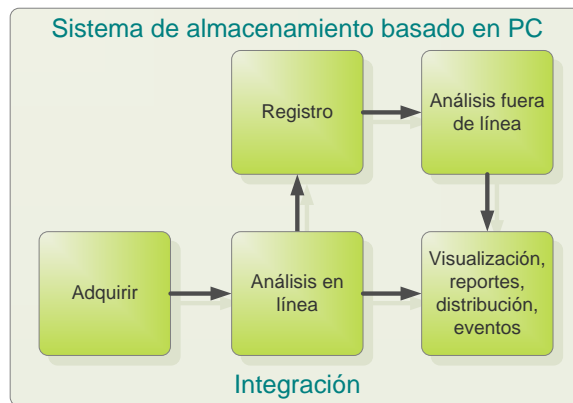 Sistema de almacenamiento basado en PC
Registro
Análisis fuera
de línea
Adquirir
Análisis en
línea
Visualización,
reportes,
distribución,
eventos
Integración